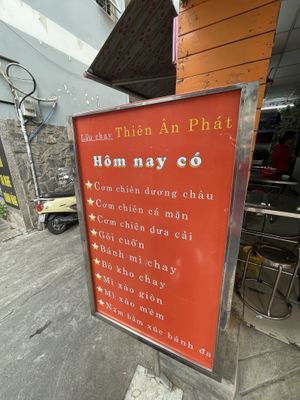 Lẩu chay Thiên Ân Phát
Hôm nay có
Cơm chiên dương châu
Cơm chiên cá mặn
Cơm chiên dưa cải
Gỏi cuốn
Bánh mì chay
Bò kho chay
Mì xào giòn
Mì xào mềm
Nấm bằm xúc bánh đa